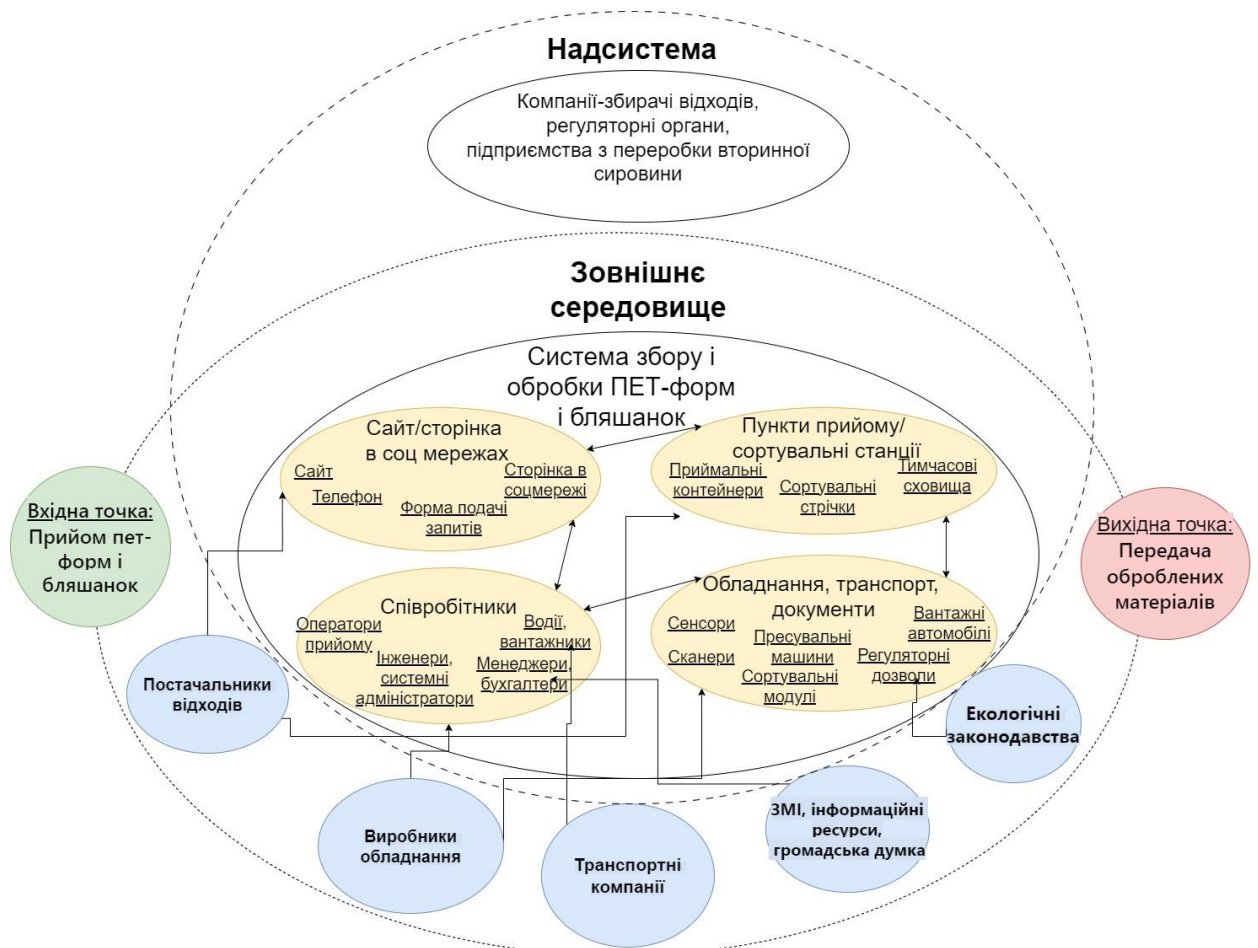 Надсистема
Компанії-збирачі відходів,
регуляторні органи,
підприємства з переробки вторинної
сировини
Зовнішнє
середовище
Система збору і
обробки ПЕТ-форм
і бляшанок
Сайт/сторінка
в соц мережах
Сайт
Телефон
Форма подачі
запитів
Сторінка в
соцмережі
Пункти прийому/
сортувальні станції
Приймальні
контейнери
Сортувальні
стрічки
Тимчасові
сховища
Вхідна точка:
Прийом пет-
форм і
бляшанок
Вихідна точка:
Передача
оброблених
матеріалів
Співробітники
Оператори
прийому
Інженери,
системні
адміністратори
Водії,
вантажники
Менеджери,
бухгалтери
Обладнання, транспорт,
документи
Сенсори
Сканери
Пресувальні
машини
Сортувальні
модулі
Вантажні
автомобілі
Регуляторні
дозволи
Постачальники
відходів
Екологічні
законодавства
Виробники
обладнання
Транспортні
компанії
ЗМІ, інформаційні
ресурси,
громадська думка